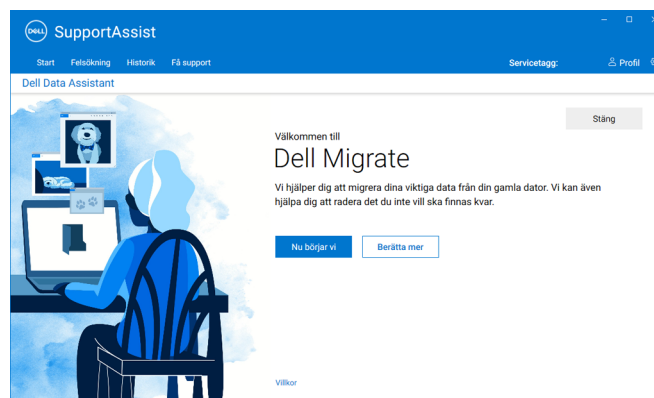 DELL SupportAssist
Start Felsökning Historik Få support Servicetagg: Profil
Dell Data Assistant
Stäng
Välkommen till
Dell Migrate
Vi hjälper dig att migrera dina viktiga data från din gamla dator. Vi kan även
hjälpa dig att radera det du inte vill ska finnas kvar.
Nu börjar vi Berätta mer
Villkor